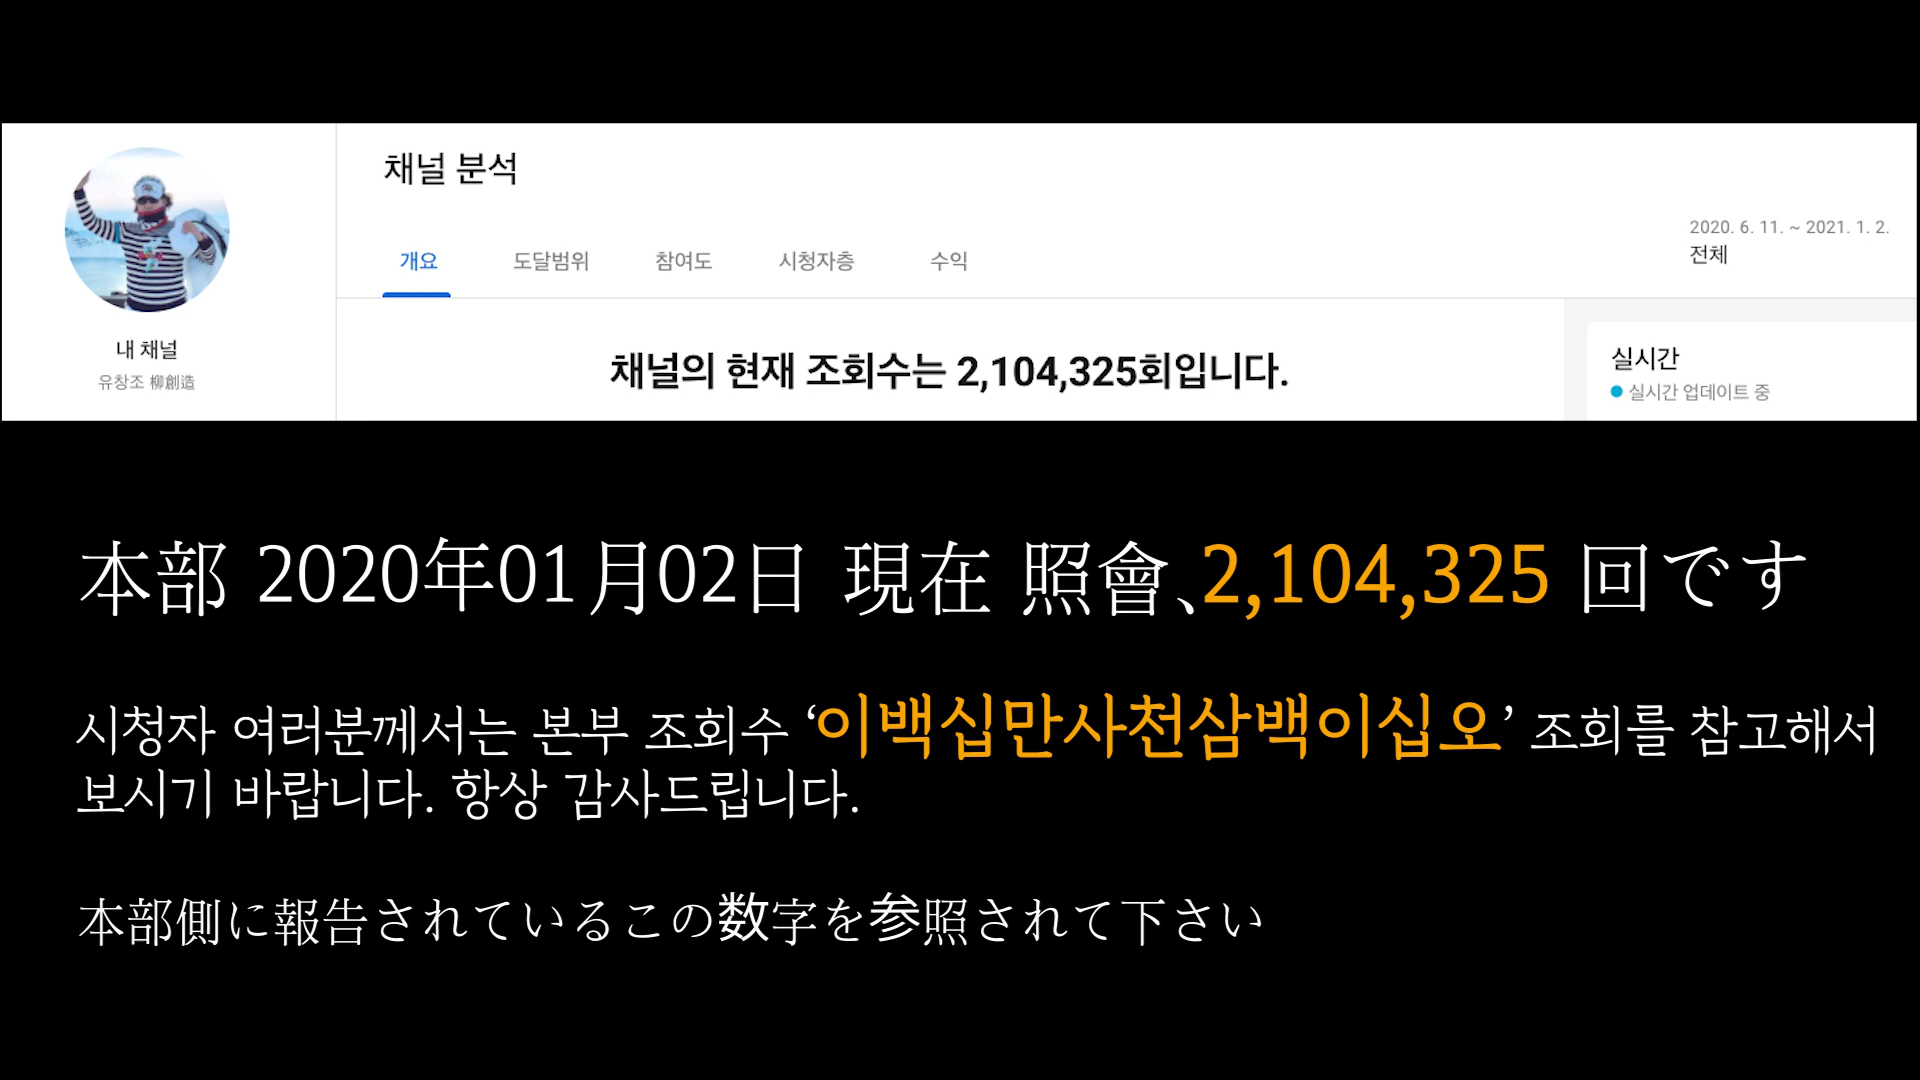 채널 분석
2020. 6. 11. ~ 2021. 1. 2.
전체
개요 도달범위 참여도 시청자층 수익
내 채널
유창조 柳創造
채널의 현재 조회수는 2,104,325회입니다.
실시간
실시간 업데이트 중
本部 2020年01月02日 現在 照會、2,104,325 回です
시청자 여러분께서는 본부 조회수 ‘이백십만사천삼백이십오’ 조회를 참고해서
보시기 바랍니다. 항상 감사드립니다.
本部側に報告されているこの数字を参照されて下さい